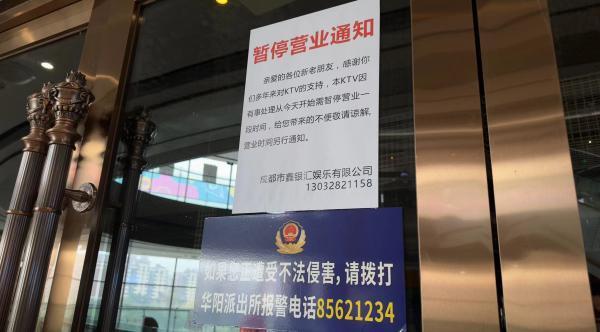 暂停营业通知
亲爱的各位新老朋友，感谢你
们多年来对KTV的支持，本KTV因
有事处理从今天开始需暂停营业一
段时间，给您带来的不便敬请谅解，
营业时间另行通知。
成都市鑫银汇娱乐有限公司
13032821158
如果您正遭受不法侵害，请拨打
华阳派出所报警电话85621234